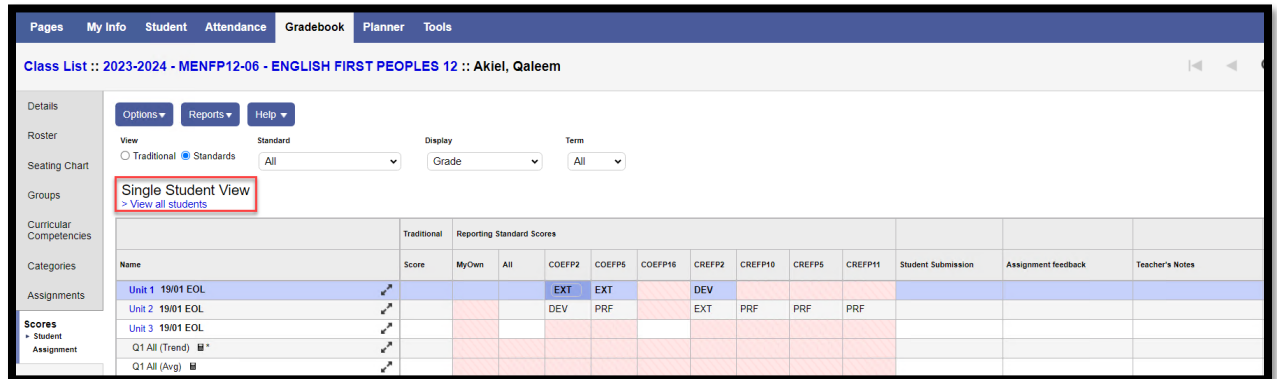 Pages My Info Student Attendance Gradebook Planner Tools
Class List :: 2023-2024 - MENFP12-06 - ENGLISH FIRST PEOPLES 12 :: Akiel, Qaleem
Details
Roster
Seating Chart
Groups
Curricular
Competencies
Categories
Assignments
Scores
Student
Assignment
Options Reports Help
View Standard Display Term
Traditional Standards All Grade All
Single Student View
> View all students
Traditional Reporting Standard Scores
Name Score MyOwn All COEFP2 COEFP5 COEFP16 CREFP2 CREFP10 CREFP5 CREFP11 Student Submission Assignment feedback Teacher's Notes
Unit 1 19/01 EOL EXT EXT DEV
Unit 2 19/01 EOL DEV PRF EXT PRF PRF PRF
Unit 3 19/01 EOL
Q1 All (Trend) *
Q1 All (Avg)